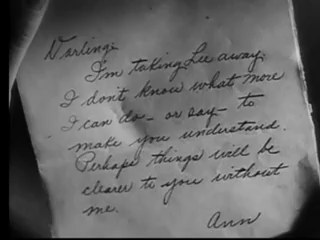 Darling:
I'm taking Lee away.
I don't know what more
I can do - or say - to
make you understand.
Perhaps things will be
clearer to you without
me.
Ann